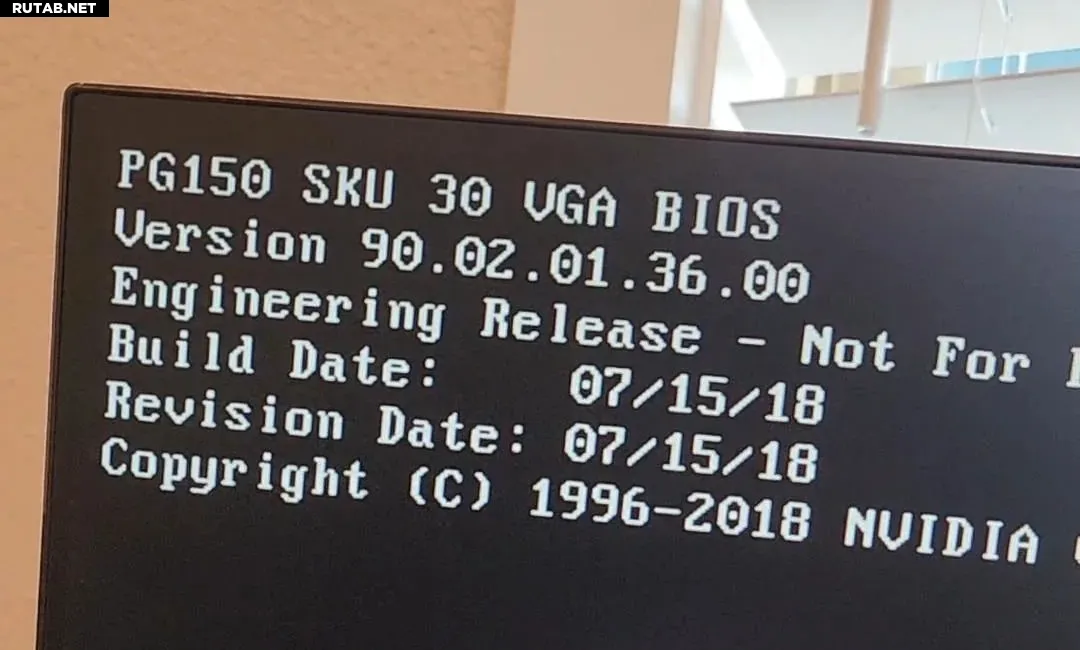 RUTAB.NET
PG150 SKU 30 VGA BIOS
Version 90.02.01.36.00
Engineering Release - Not For
Build Date: 07/15/18
Revision Date: 07/15/18
Copyright (C) 1996-2018 NVIDIA